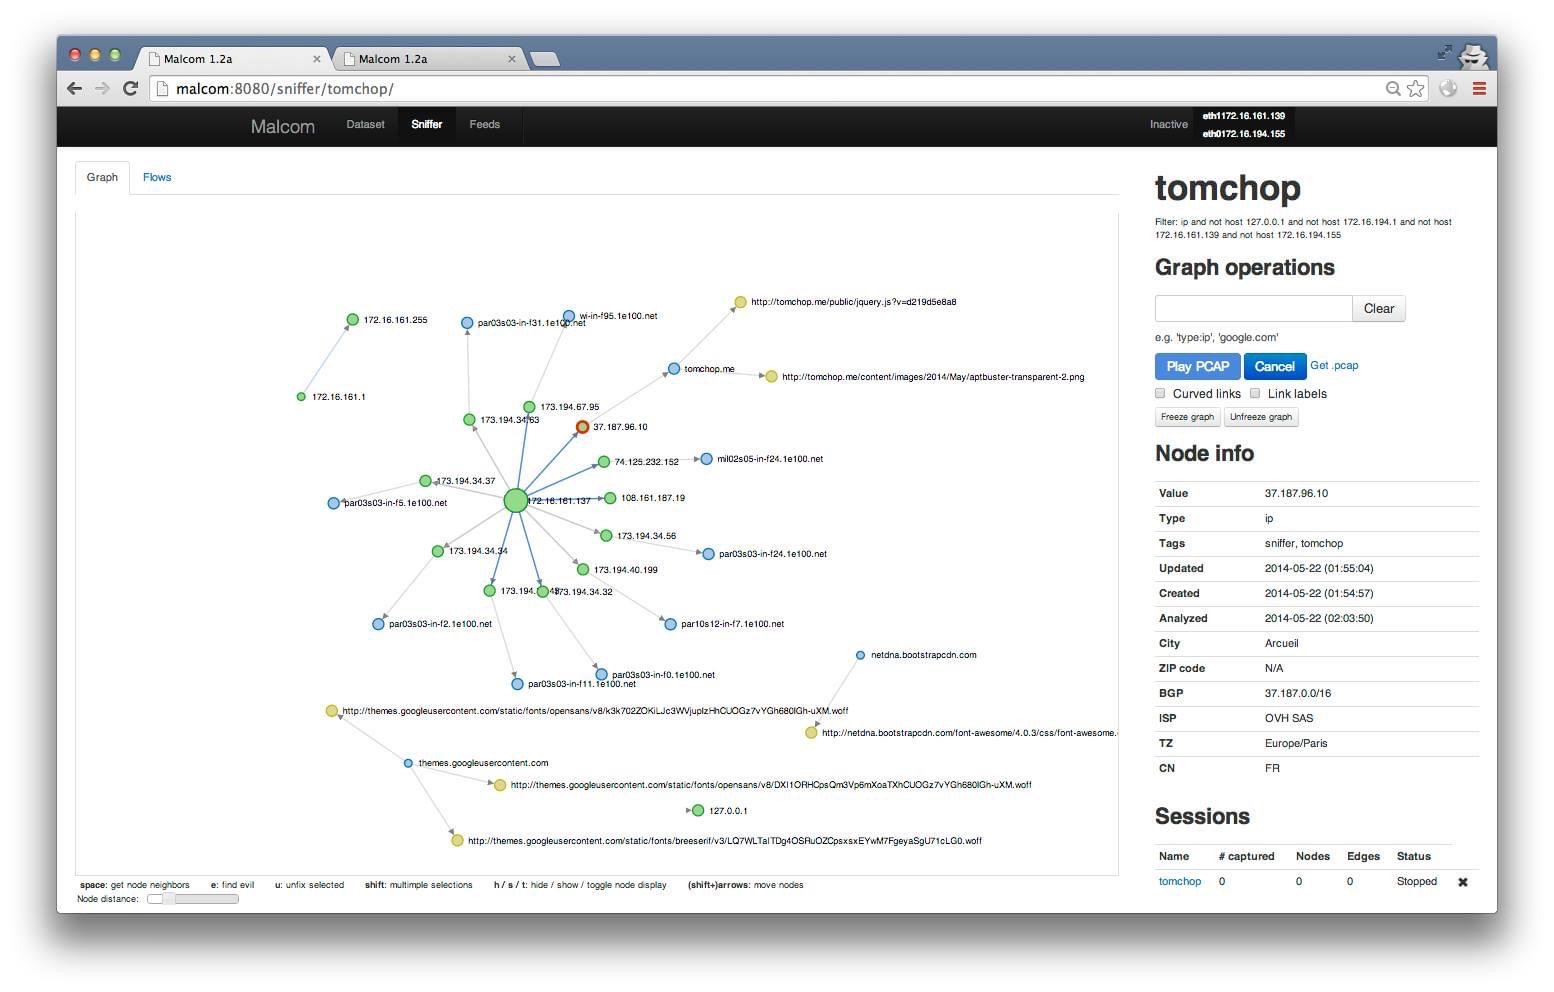 Malcom 1.2a
Malcom 1.2a
malcom:8080/sniffer/tomchop/
Malcom Dataset Sniffer Feeds
Inactive
eth1172.16.161.139
eth0172.16.194.155
Graph Flows
172.16.161.255
par03s03-in-f31.1e100.net
wi-in-f95.1e100.net
http://tomchop.me/public/jquery.js?v=d219d5e8a8
tomchop.me
http://tomchop.me/content/images/2014/May/aptbuster-transparent-2.png
172.16.161.1
173.194.67.95
173.194.34.63
37.187.96.10
74.125.232.152
mil02s05-in-f24.1e100.net
173.194.34.37
par03s03-in-f5.1e100.net
172.16.161.137
108.161.187.19
173.194.34.56
par03s03-in-f24.1e100.net
173.194.34.34
173.194.40.199
173.194.
173.194.34.32
par03s03-in-f2.1e100.net
par10s12-in-f7.1e100.net
netdna.bootstrapcdn.com
par03s03-in-f0.1e100.net
par03s03-in-f11.1e100.net
http://themes.googleusercontent.com/static/fonts/opensans/v8/k3k702ZOKiLJc3WVjuplzHhCUOGz7vYGh680lGh-uXM.woff
http://netdna.bootstrapcdn.com/font-awesome/4.0.3/css/font-awesome.
themes.googleusercontent.com
http://themes.googleusercontent.com/static/fonts/opensans/v8/DXI1ORHCpsQm3Vp6mXoaTXhCUOGz7vYGh680lGh-uXM.woff
127.0.0.1
http://themes.googleusercontent.com/static/fonts/breeserif/v3/LQ7WLTaITDg4OSRuOZCpsxsxEYwM7FgeyaSgU71cLG0.woff
space: get node neighbors e: find evil u: unfix selected shift: multimple selections h / s / t: hide / show / toggle node display (shift+)arrows: move nodes
Node distance:
tomchop
Filter: ip and not host 127.0.0.1 and not host 172.16.194.1 and not host
172.16.161.139 and not host 172.16.194.155
Graph operations
Clear
e.g. 'type:ip', 'google.com'
Play PCAP Cancel Get .pcap
Curved links Link labels
Freeze graph Unfreeze graph
Node info
Value 37.187.96.10
Type ip
Tags sniffer, tomchop
Updated 2014-05-22 (01:55:04)
Created 2014-05-22 (01:54:57)
Analyzed 2014-05-22 (02:03:50)
City Arcueil
ZIP code N/A
BGP 37.187.0.0/16
ISP OVH SAS
TZ Europe/Paris
CN FR
Sessions
Name # captured Nodes Edges Status
tomchop 0 0 0 Stopped